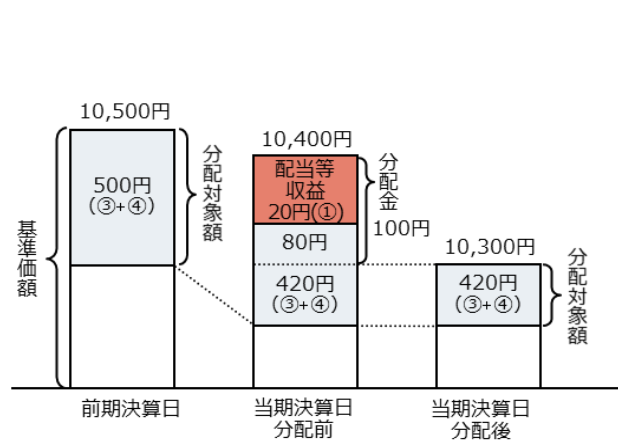 10,500円
500円
(③+④)
分配対象額
基準価額
前期決算日
10,400円
配当等
収益
20円(①)
80円
420円
(③+④)
分配金
100円
当期決算日
分配前
10,300円
420円
(③+④)
分配対象額
当期決算日
分配後